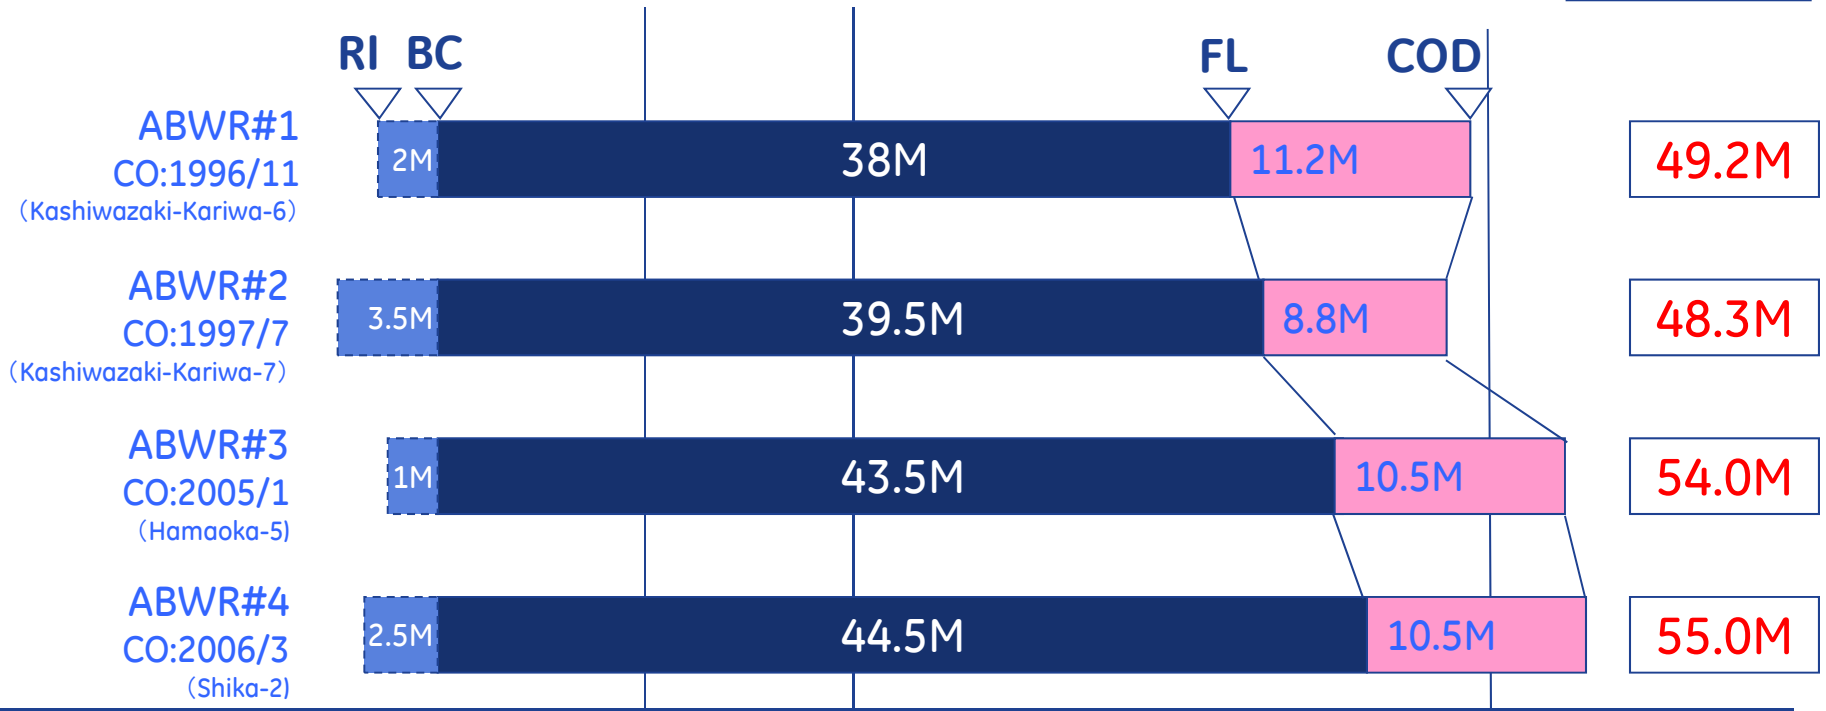 RI BC FL COD
ABWR#1
CO:1996/11
(Kashiwazaki-Kariwa-6)
2M 38M 11.2M 49.2M
ABWR#2
CO:1997/7
(Kashiwazaki-Kariwa-7)
3.5M 39.5M 8.8M 48.3M
ABWR#3
CO:2005/1
(Hamaoka-5)
1M 43.5M 10.5M 54.0M
ABWR#4
CO:2006/3
(Shika-2)
2.5M 44.5M 10.5M 55.0M